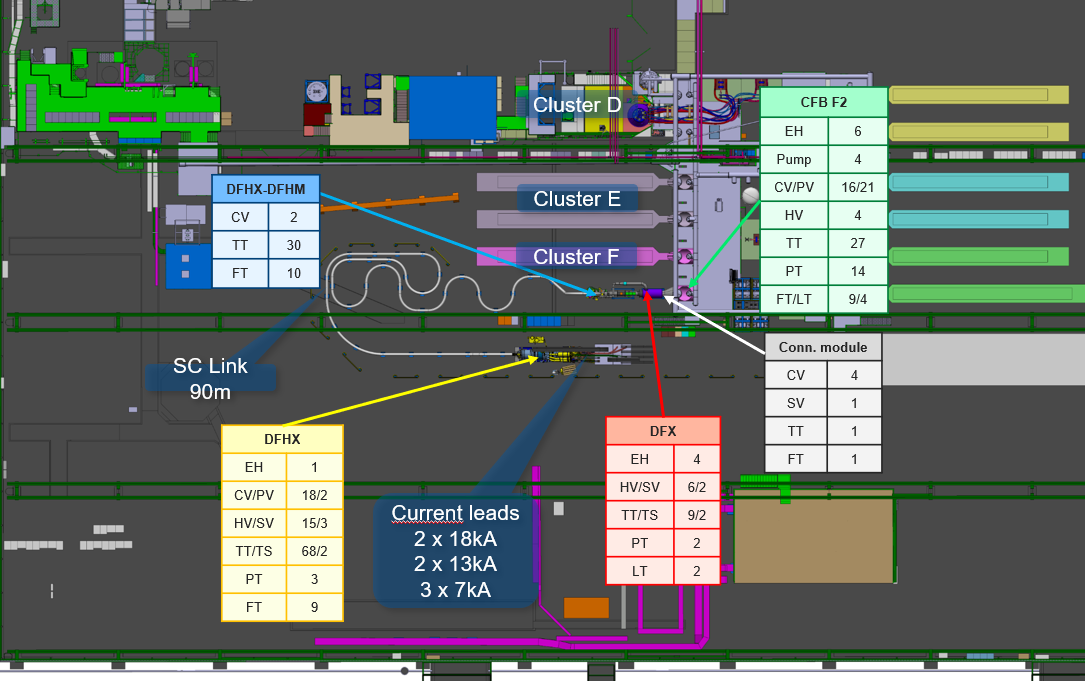 Cluster D
CFB F2
EH 6
Pump 4
CV/PV 16/21
HV 4
TT 27
PT 14
FT/LT 9/4
DFHX-DFHM
CV 2
TT 30
FT 10
Cluster E
Cluster F
SC Link
90m
Conn. module
CV 4
SV 1
TT 1
FT 1
DFHX
EH 1
CV/PV 18/2
HV/SV 15/3
TT/TS 68/2
PT 3
FT 9
Current leads
2 x 18kA
2 x 13kA
3 x 7kA
DFX
EH 4
HV/SV 6/2
TT/TS 9/2
PT 2
LT 2